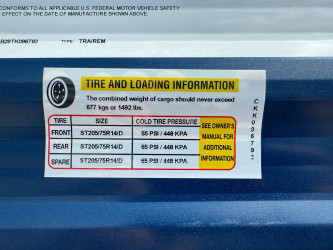 CONFORMS TO ALL APPLICABLE U.S. FEDERAL MOTOR VEHICLE SAFETY
EFFECT ON THE DATE OF MANUFACTURE SHOWN ABOVE.
TYPE: TRA/REM
TIRE AND LOADING INFORMATION
The combined weight of cargo should never exceed
677 kgs or 1492 lbs.
TIRE SIZE COLD TIRE PRESSURE
FRONT ST205/75R14/D 65 PSI / 448 KPA
REAR ST205/75R14/D 65 PSI / 448 KPA
SPARE ST205/75R14/D 65 PSI / 448 KPA
SEE OWNER'S
MANUAL FOR
ADDITIONAL
INFORMATION
CK096793